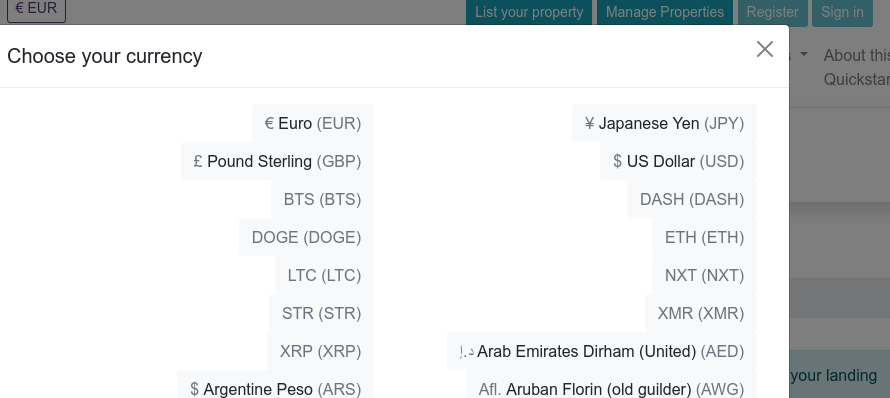 € EUR
List your property Manage Properties Register Sign in
Choose your currency
About this
Quickstar
€ Euro (EUR) ¥ Japanese Yen (JPY)
£ Pound Sterling (GBP) $ US Dollar (USD)
BTS (BTS) DASH (DASH)
DOGE (DOGE) ETH (ETH)
LTC (LTC) NXT (NXT)
STR (STR) XMR (XMR)
XRP (XRP) د.إ Arab Emirates Dirham (United) (AED)
your landing
$ Argentine Peso (ARS) Afl. Aruban Florin (old guilder) (AWG)